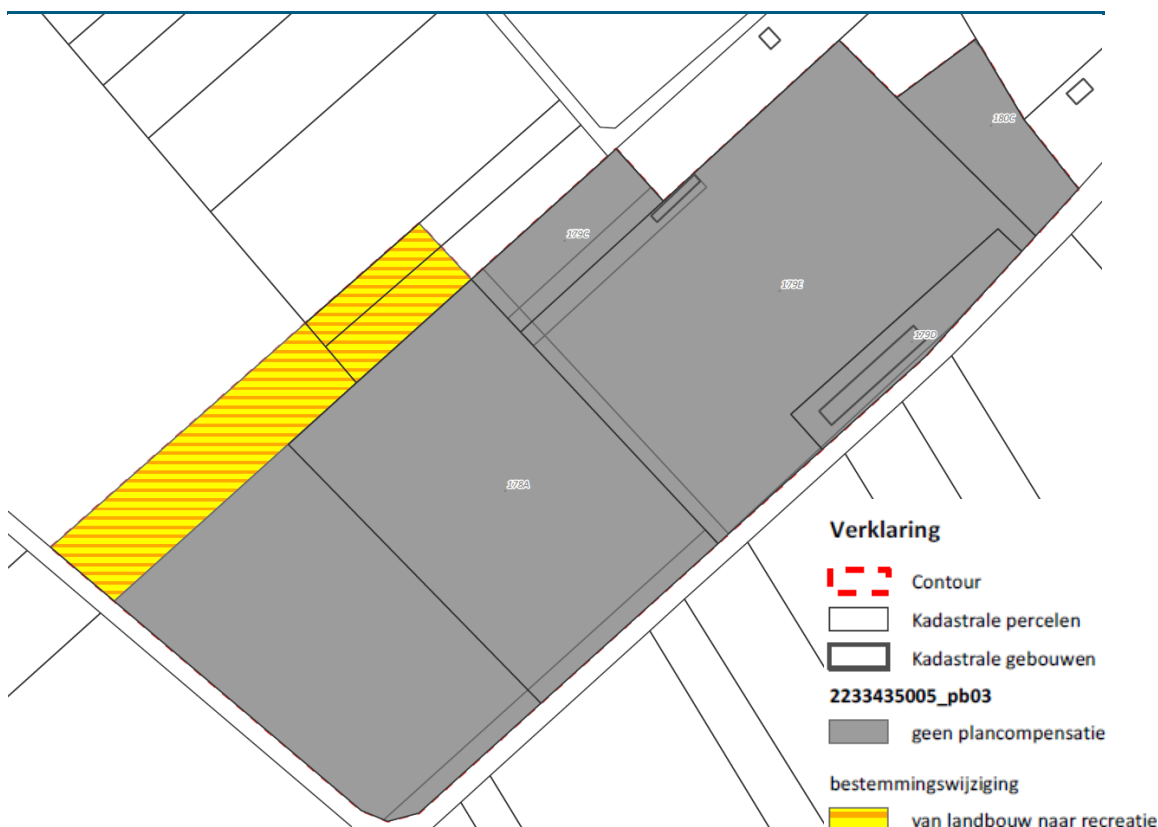 180C
179C
179E
179D
178A
Verklaring
Contour
Kadastrale percelen
Kadastrale gebouwen
2233435005_pb03
geen plancompensatie
bestemmingswijziging
van landbouw naar recreatie